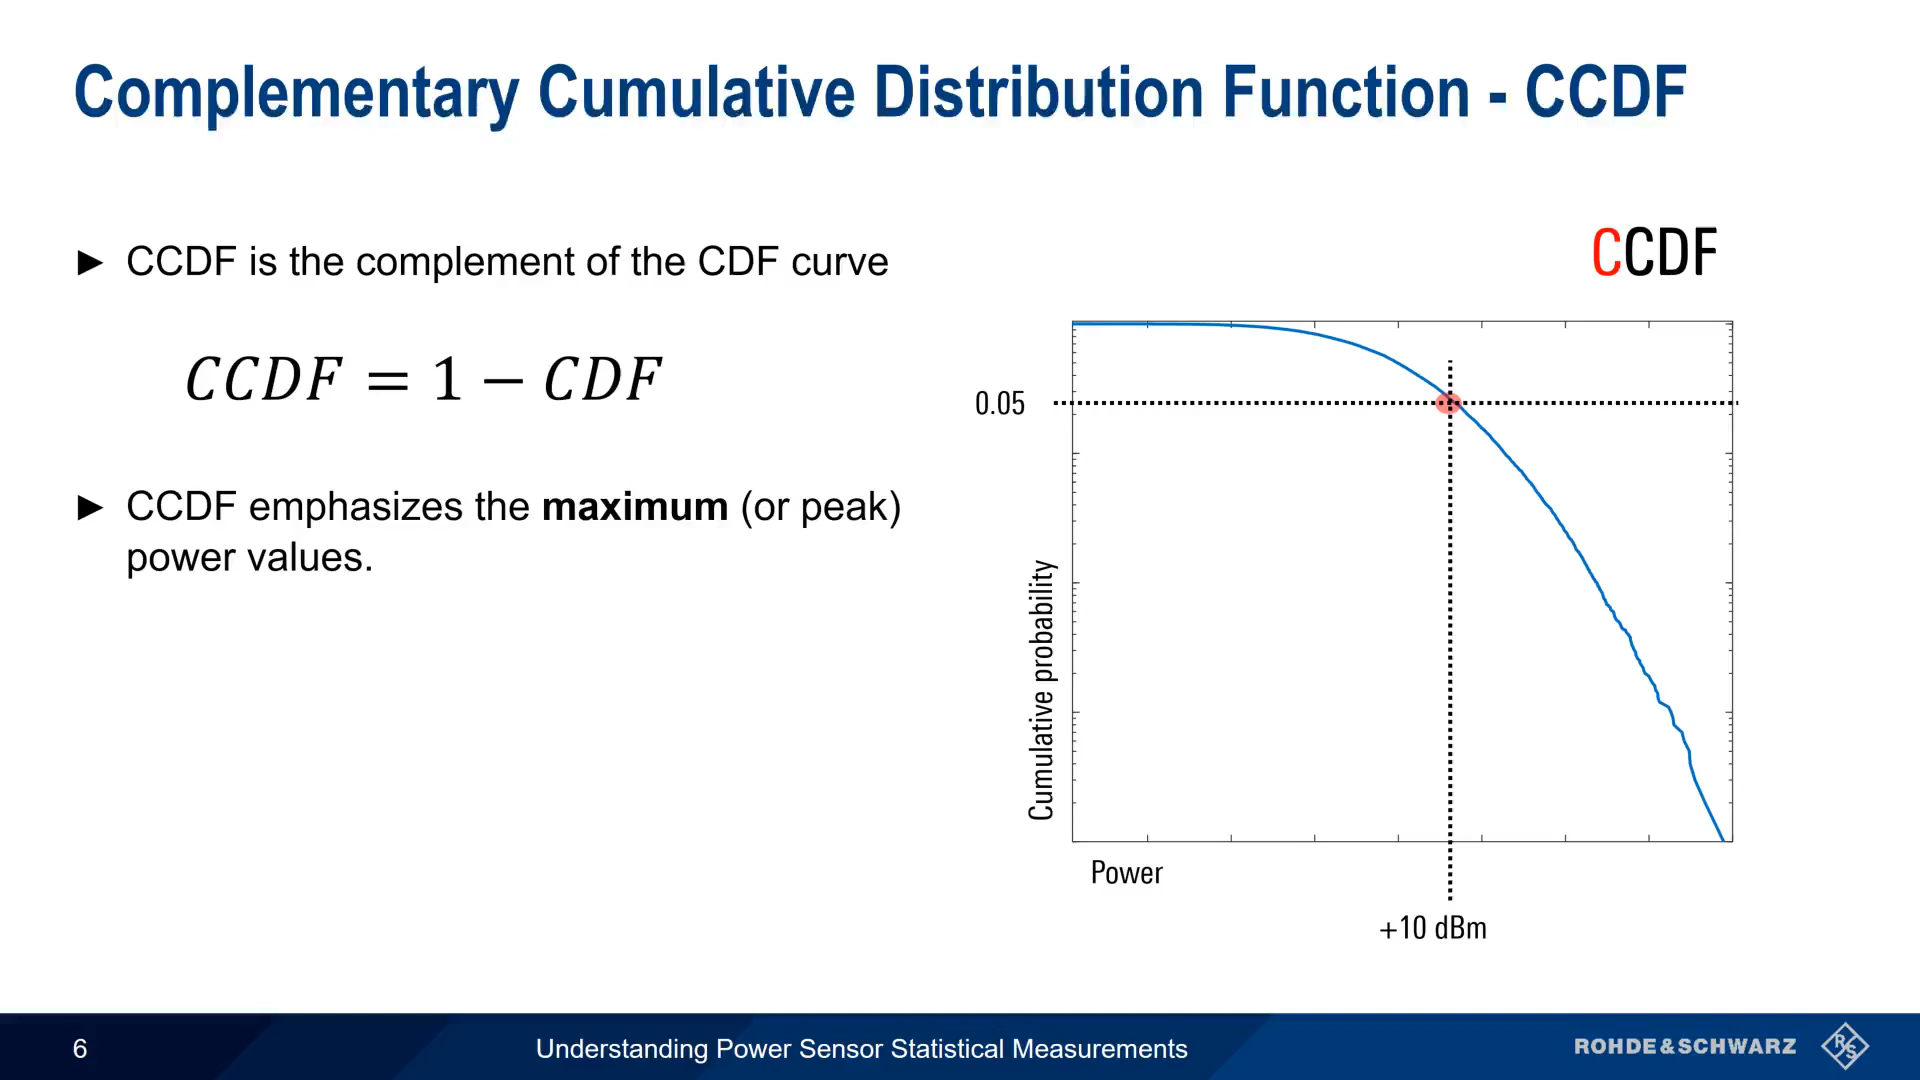 Complementary Cumulative Distribution Function - CCDF
► CCDF is the complement of the CDF curve
CCDF = 1 − CDF
► CCDF emphasizes the maximum (or peak)
power values.
CCDF
0.05
Cumulative probability
Power
+10 dBm
6
Understanding Power Sensor Statistical Measurements
ROHDE&SCHWARZ
R&S